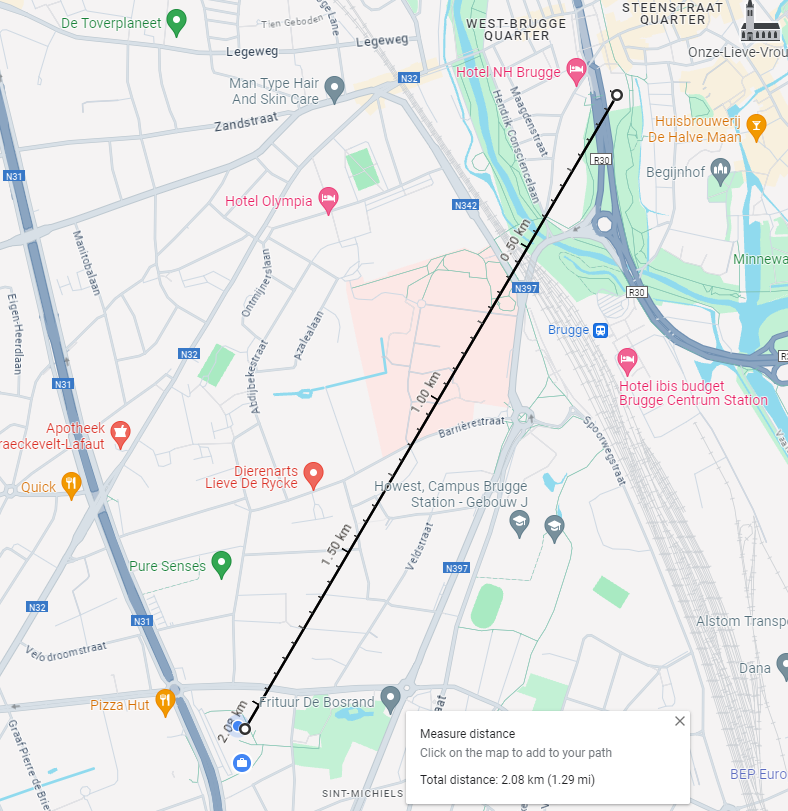 STEENSTRAAT
QUARTER
De Toverplaneet
Tien Geboden
WEST-BRUGGE
QUARTER
Legeweg
Legeweg
Onze-Lieve-Vrou
Hotel NH Brugge
N32
Man Type Hair
And Skin Care
Maagdenstraat
Hendrik Consciencelaan
Zandstraat
Huisbrouwerij
De Halve Maan
R30
N31
Begijnhof
Hotel Olympia
N342
Manitobalaan
0.50 km
Ontmijnerslaan
Minnewa
N397
R30
Eigen-Heerdlaan
Azalealaan
Brugge
N32
Abdijbekestraat
R
N31
1.00 km
Hotel ibis budget
Brugge Centrum Station
Apotheek
raeckevelt-Lafaut
Barrièrestraat
Spoorwegstraat
Dierenarts
Lieve De Rycke
Quick
Howest, Campus Brugge
Station - Gebouw J
1.50 km
Veldstraat
Pure Senses
N397
N32
N31
Alstom Transpo
Velodroomstraat
Dana
Pizza Hut
Frituur De Bosrand
2.08 km
aat
Graaf Pierre de Brie
Measure distance
Click on the map to add to your path
Total distance: 2.08 km (1.29 mi)
BEP Euro
SINT-MICHIELS